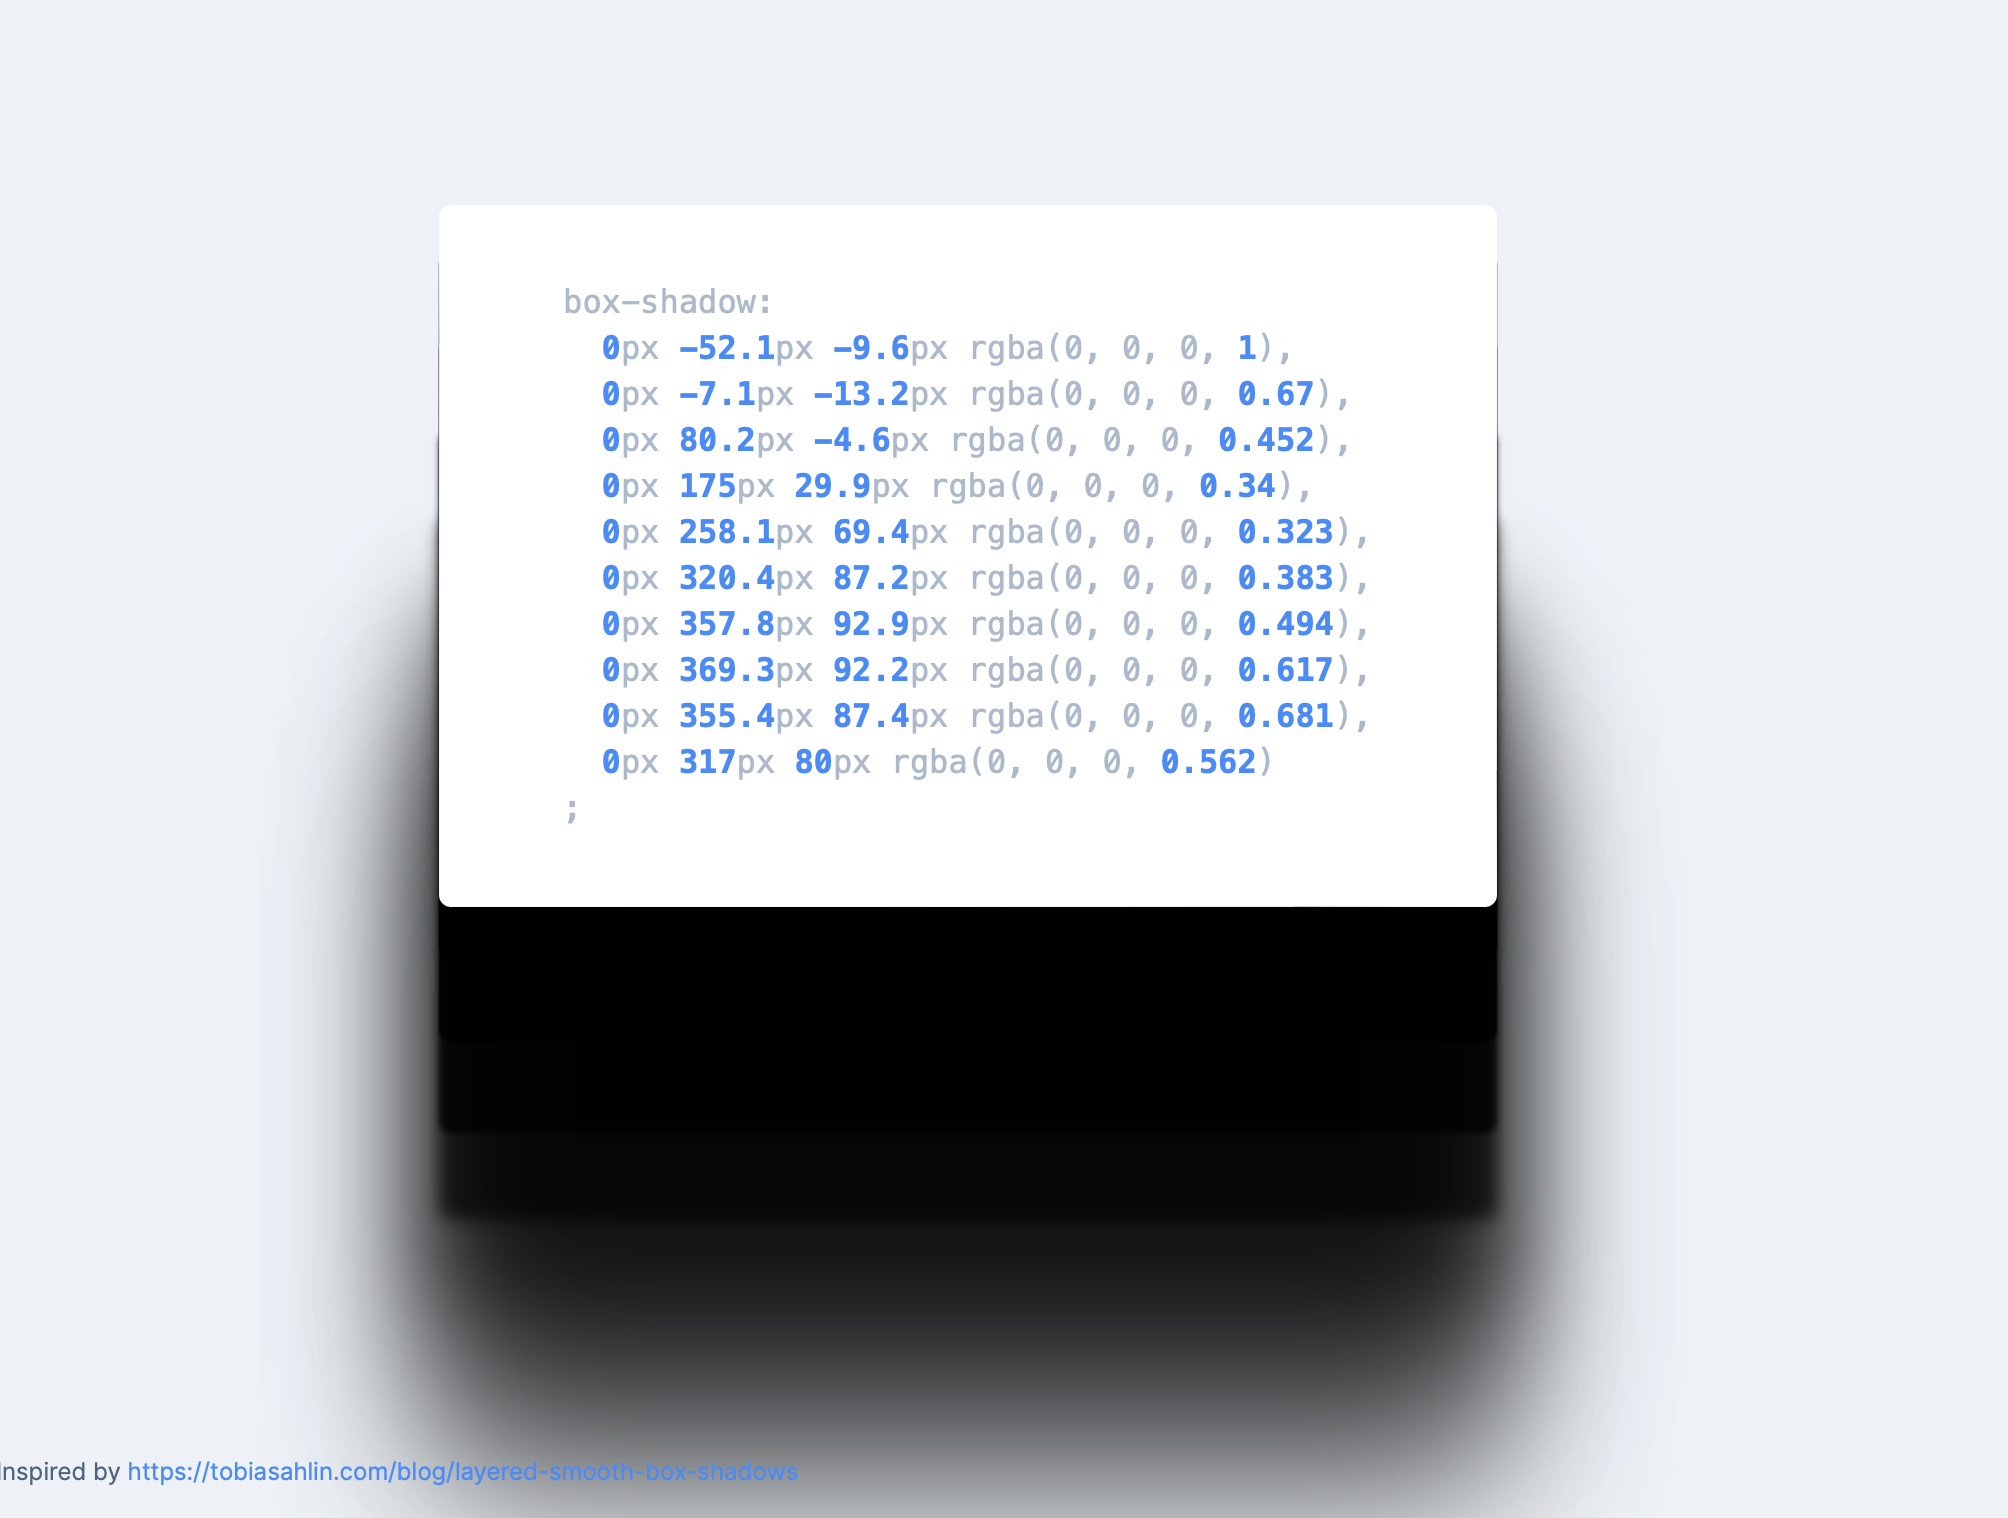 box-shadow:
0px -52.1px -9.6px rgba(0, 0, 0, 1),
0px -7.1px -13.2px rgba(0, 0, 0, 0.67),
0px 80.2px -4.6px rgba(0, 0, 0, 0.452),
0px 175px 29.9px rgba(0, 0, 0, 0.34),
0px 258.1px 69.4px rgba(0, 0, 0, 0.323),
0px 320.4px 87.2px rgba(0, 0, 0, 0.383),
0px 357.8px 92.9px rgba(0, 0, 0, 0.494),
0px 369.3px 92.2px rgba(0, 0, 0, 0.617),
0px 355.4px 87.4px rgba(0, 0, 0, 0.681),
0px 317px 80px rgba(0, 0, 0, 0.562)
;
Inspired by https://tobiasahlin.com/blog/layered-smooth-box-shadows